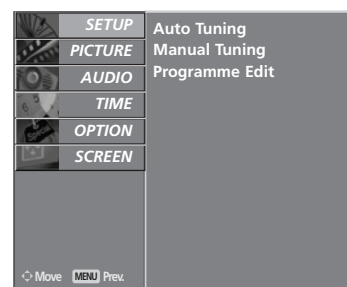 SETUP
PICTURE
AUDIO
TIME
OPTION
SCREEN
Auto Tuning
Manual Tuning
Programme Edit
Move MENU Prev.